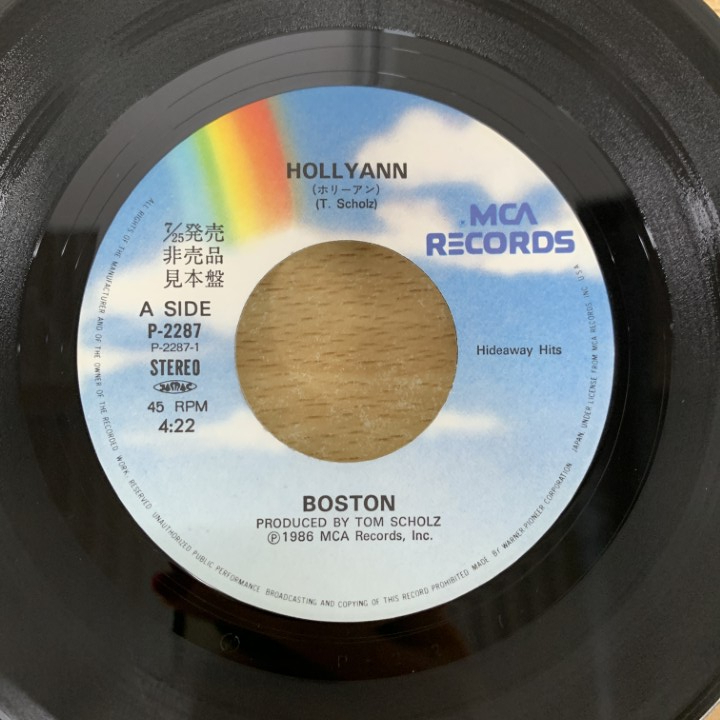 HOLLYANN
(ホリーアン)
(T. Scholz)
MCA
RECORDS
7/25発売
非売品
見本盤
A SIDE
P-2287
P-2287-1
STEREO
45 RPM
4:22
Hideaway Hits
BOSTON
PRODUCED BY TOM SCHOLZ
Ⓟ1986 MCA Records, Inc.
ALL RIGHTS OF THE MANUFACTURER AND OF THE OWNER OF THE RECORDED WORK RESERVED. UNAUTHORIZED PUBLIC PERFORMANCE BROADCASTING AND COPYING OF THIS RECORD PROHIBITED MADE BY WARNER-PIONEER CORPORATION JAPAN, UNDER LICENSE FROM MCA RECORDS, INC. U.S.A.